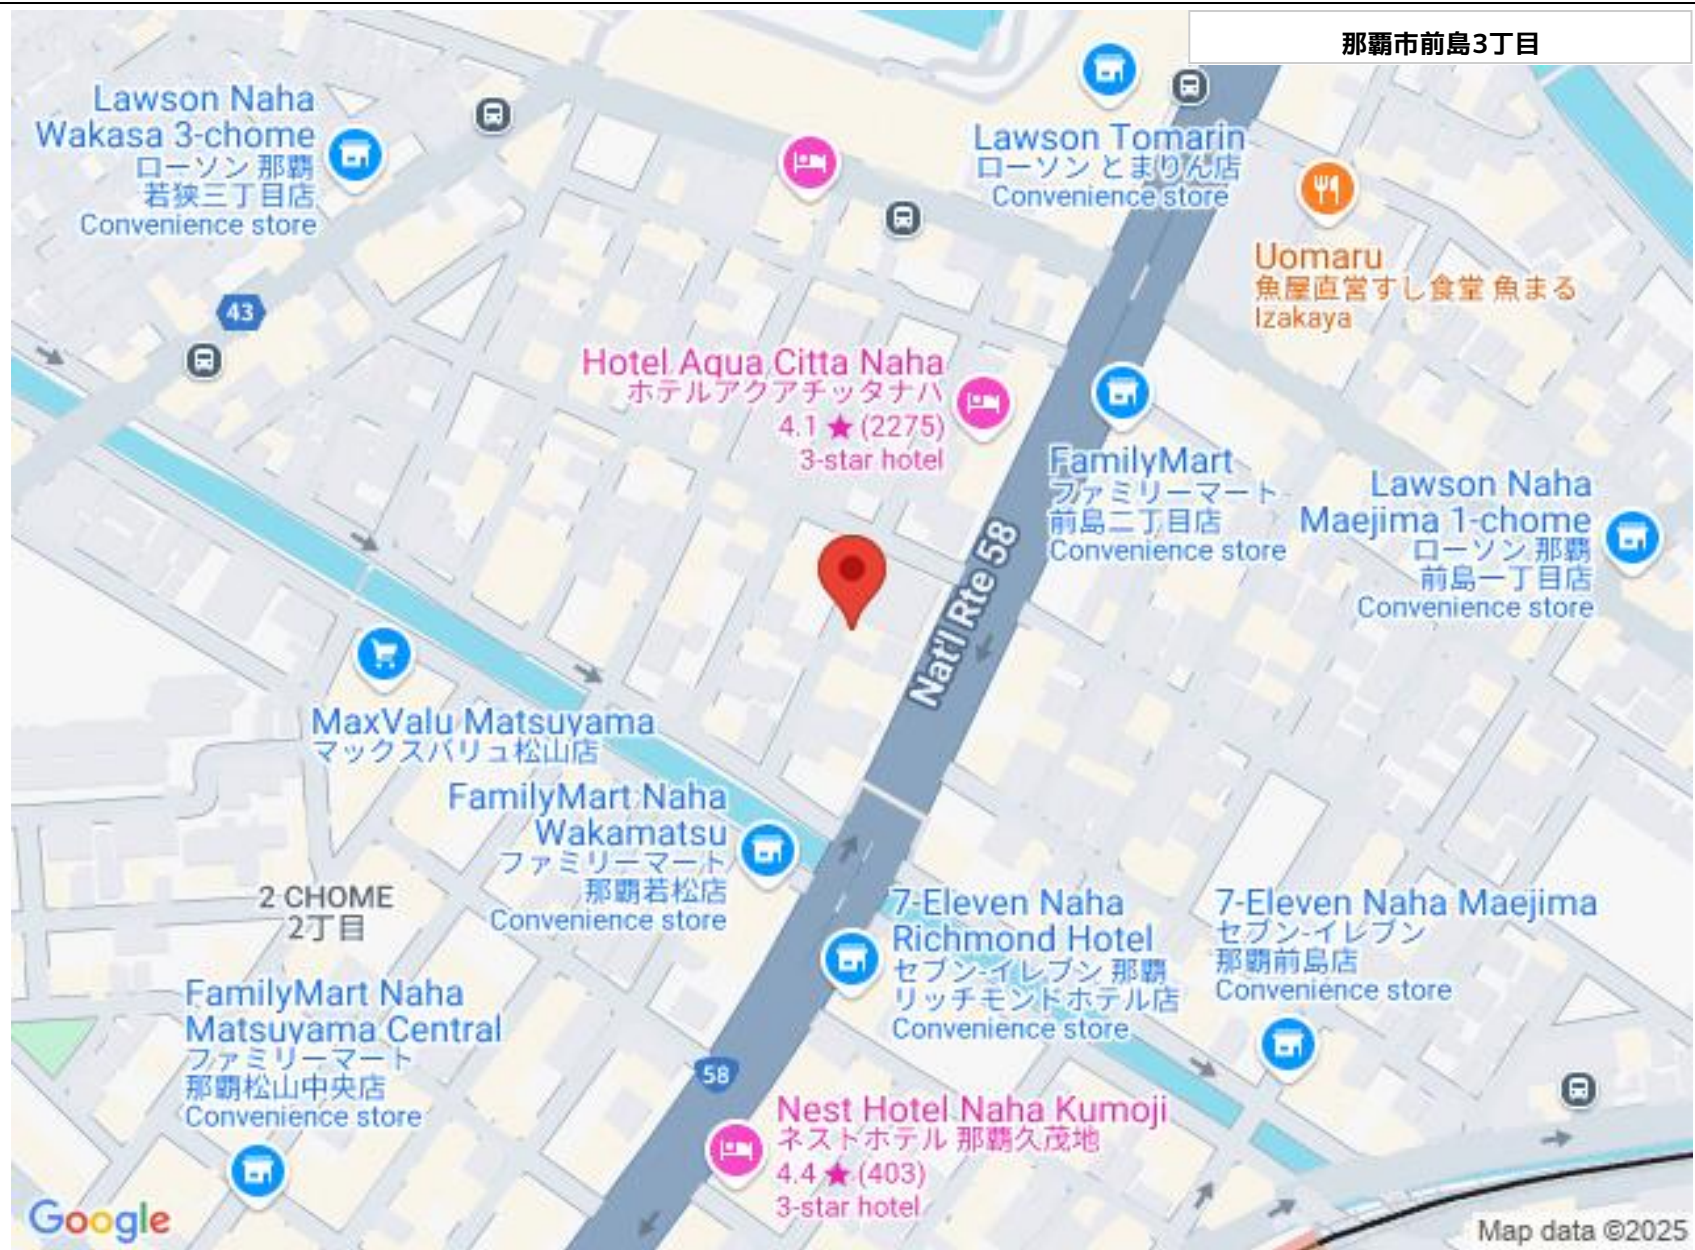 那覇市前島3丁目
Lawson Naha
Wakasa 3-chome
ローソン 那覇
若狭三丁目店
Convenience store
Lawson Tomarin
ローソン とまりん店
Convenience store
Uomaru
魚屋直営すし食堂 魚まる
Izakaya
43
Hotel Aqua Citta Naha
ホテルアクアチッタナハ
4.1 ★ (2275)
3-star hotel
FamilyMart
ファミリーマート
前島二丁目店
Convenience store
Lawson Naha
Maejima 1-chome
ローソン 那覇
前島一丁目店
Convenience store
Nat'l Rte 58
MaxValu Matsuyama
マックスバリュ松山店
FamilyMart Naha
Wakamatsu
ファミリーマート
那覇若松店
Convenience store
2 CHOME
2丁目
7-Eleven Naha
Richmond Hotel
セブン-イレブン 那覇
リッチモンドホテル店
Convenience store
7-Eleven Naha Maejima
セブン-イレブン
那覇前島店
Convenience store
FamilyMart Naha
Matsuyama Central
ファミリーマート
那覇松山中央店
Convenience store
58
Nest Hotel Naha Kumoji
ネストホテル 那覇久茂地
4.4 ★ (403)
3-star hotel
Google
Map data ©2025